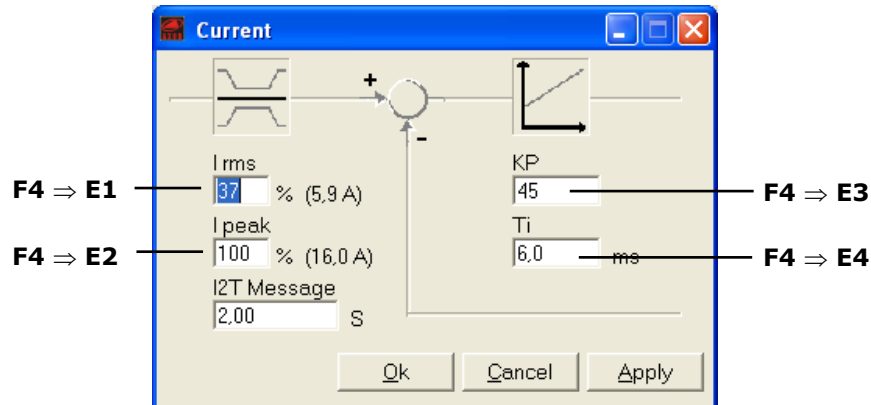 Current
+
-
I rms
37 % (5,9 A)
I peak
100 % (16,0 A)
I2T Message
2,00 S
KP
45
Ti
6,0 ms
Ok Cancel Apply
F4 ⇒ E1
F4 ⇒ E2
F4 ⇒ E3
F4 ⇒ E4